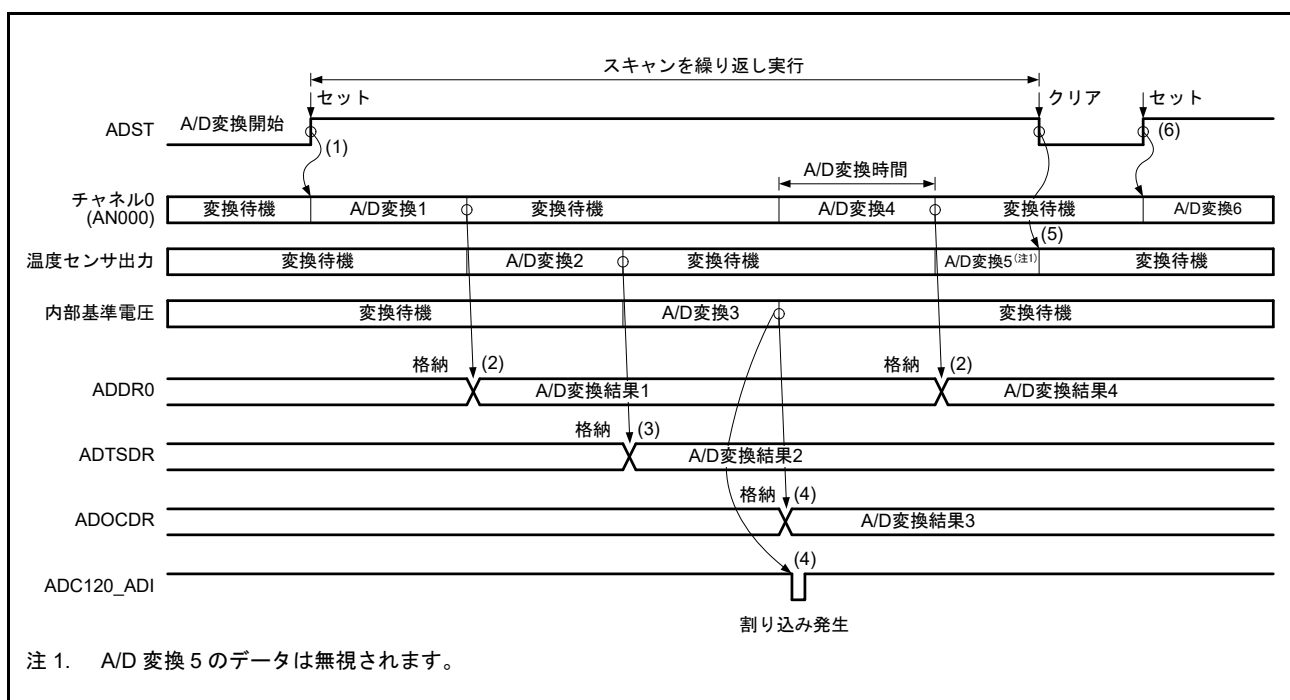 スキャンを繰り返し実行
セット
クリア
セット
ADST
A/D変換開始
(1)
(6)
A/D変換時間
チャネル0
(AN000)
変換待機
A/D変換1
変換待機
A/D変換4
変換待機
A/D変換6
(5)
温度センサ出力
変換待機
A/D変換2
変換待機
A/D変換5(注1)
変換待機
内部基準電圧
変換待機
A/D変換3
変換待機
格納
(2)
格納
(2)
ADDR0
A/D変換結果1
A/D変換結果4
格納
(3)
ADTSDR
A/D変換結果2
格納
(4)
ADOCDR
A/D変換結果3
(4)
ADC120_ADI
割り込み発生
注 1. A/D 変換 5 のデータは無視されます。